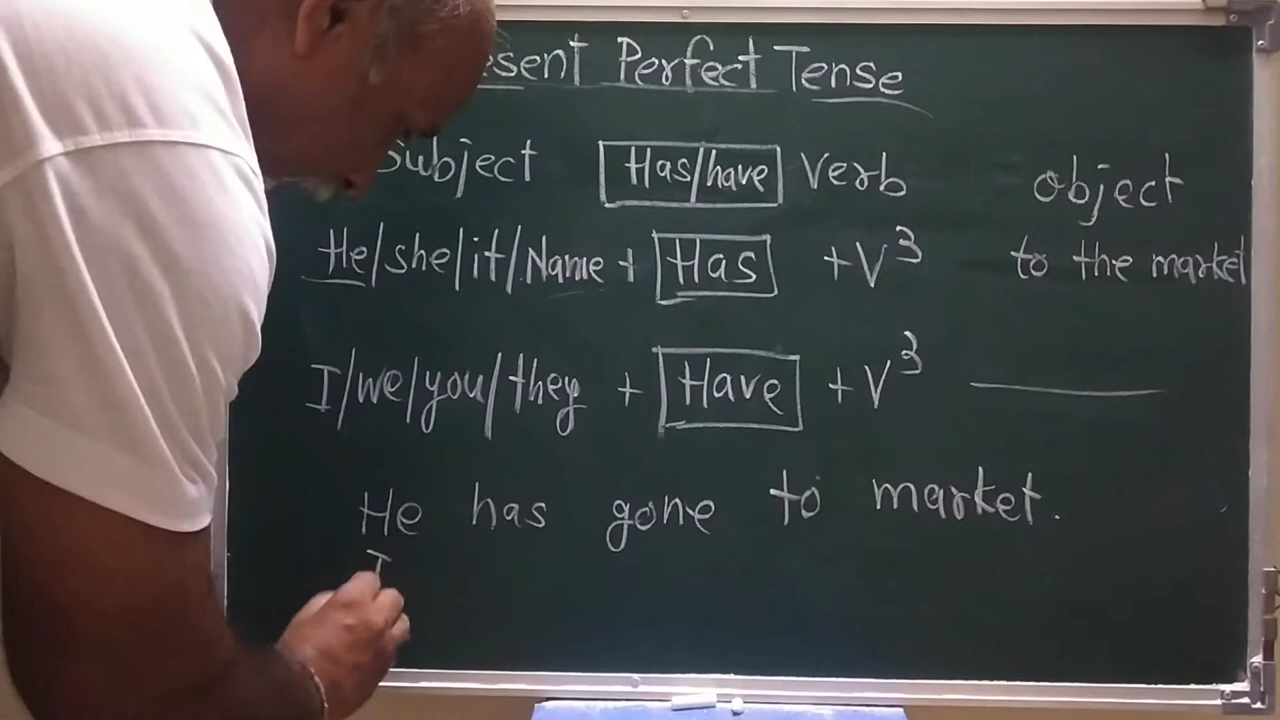 esent Perfect Tense
Subject Has/have Verb object
He/she/it/Name + Has +V³ to the market
I/we/you/they + Have +V³
He has gone to market.
I